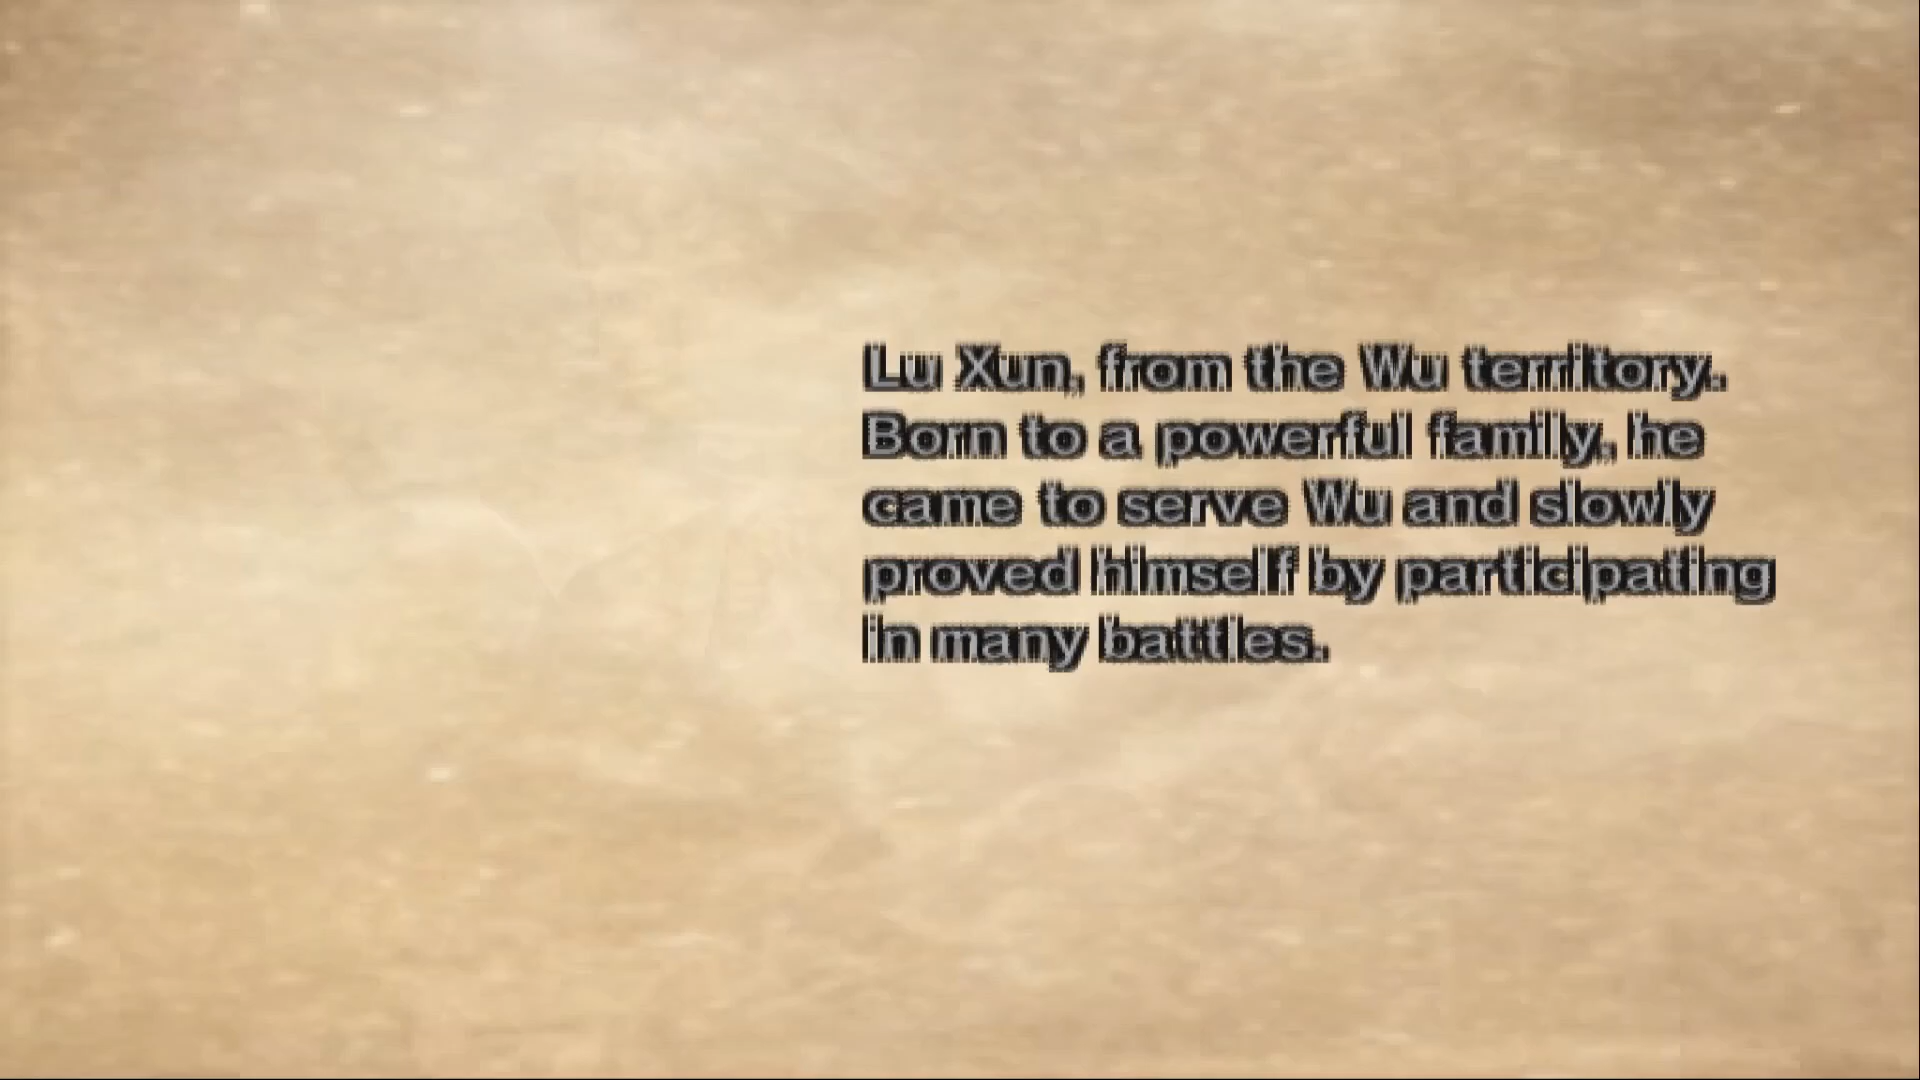 Lu Xun, from the Wu territory.
Born to a powerful family, he
came to serve Wu and slowly
proved himself by participating
in many battles.